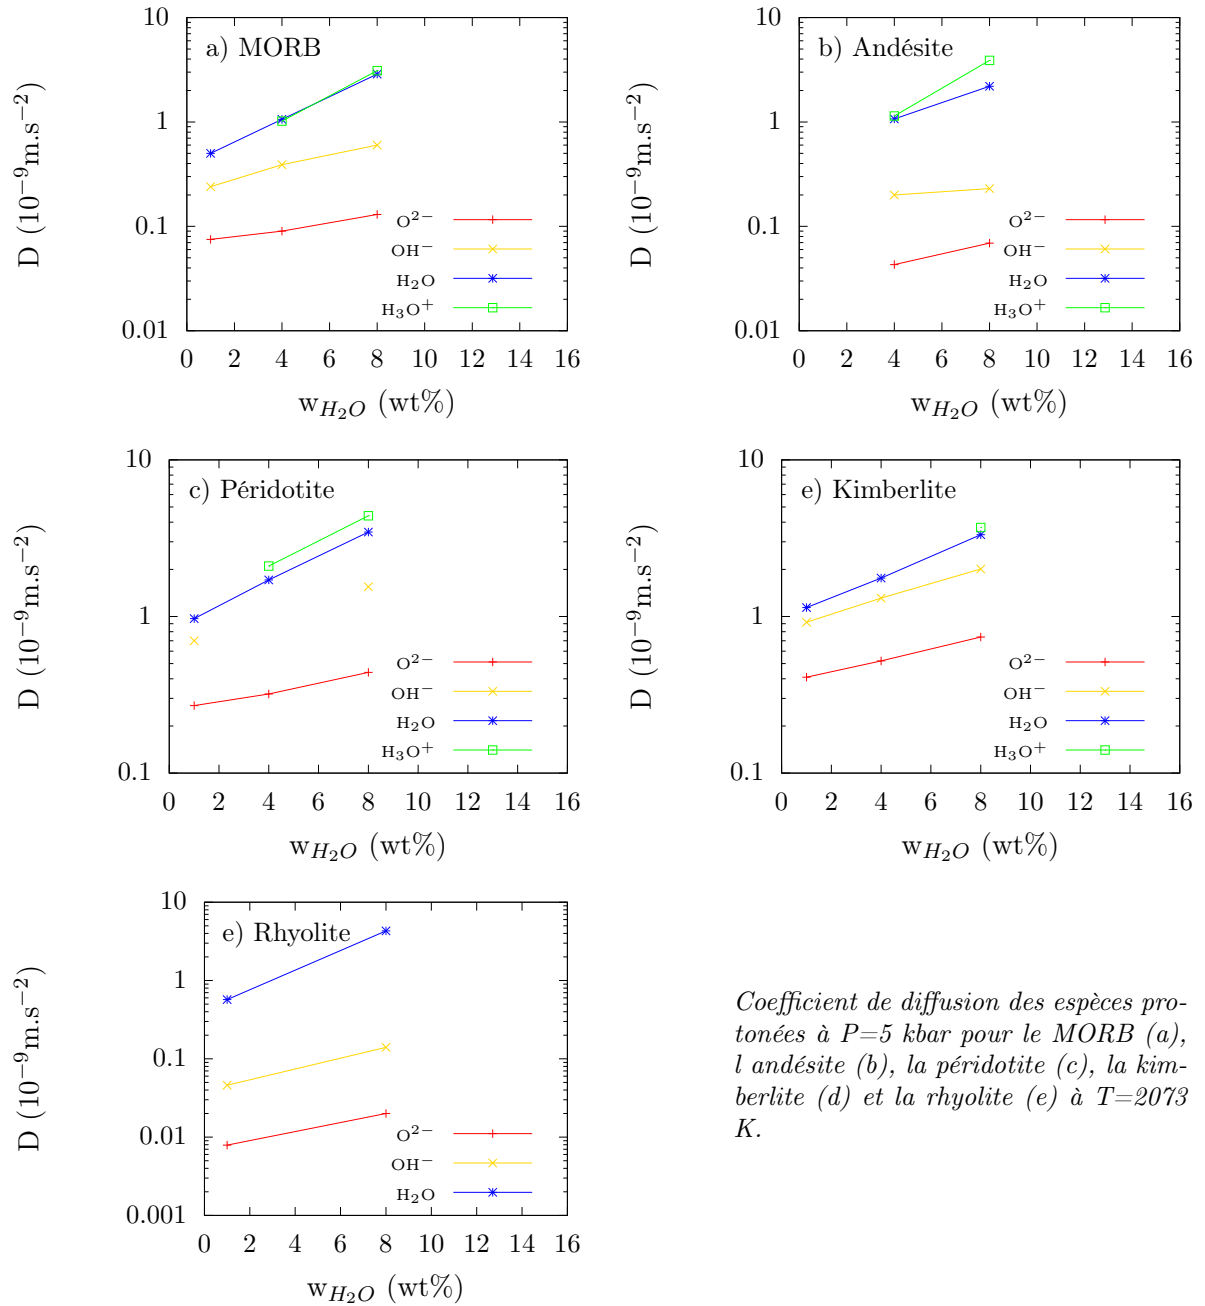 a) MORB
10
1
0.1
0.01
D (10⁻⁹m.s⁻²)
O²⁻
OH⁻
H₂O
H₃O⁺
0 2 4 6 8 10 12 14 16
w_H₂O (wt%)
b) Andésite
10
1
0.1
0.01
D (10⁻⁹m.s⁻²)
O²⁻
OH⁻
H₂O
H₃O⁺
0 2 4 6 8 10 12 14 16
w_H₂O (wt%)
c) Péridotite
10
1
0.1
D (10⁻⁹m.s⁻²)
O²⁻
OH⁻
H₂O
H₃O⁺
0 2 4 6 8 10 12 14 16
w_H₂O (wt%)
e) Kimberlite
10
1
0.1
D (10⁻⁹m.s⁻²)
O²⁻
OH⁻
H₂O
H₃O⁺
0 2 4 6 8 10 12 14 16
w_H₂O (wt%)
e) Rhyolite
10
1
0.1
0.01
0.001
D (10⁻⁹m.s⁻²)
O²⁻
OH⁻
H₂O
0 2 4 6 8 10 12 14 16
w_H₂O (wt%)
Coefficient de diffusion des espèces pro-
tonées à P=5 kbar pour le MORB (a),
l andésite (b), la péridotite (c), la kim-
berlite (d) et la rhyolite (e) à T=2073
K.